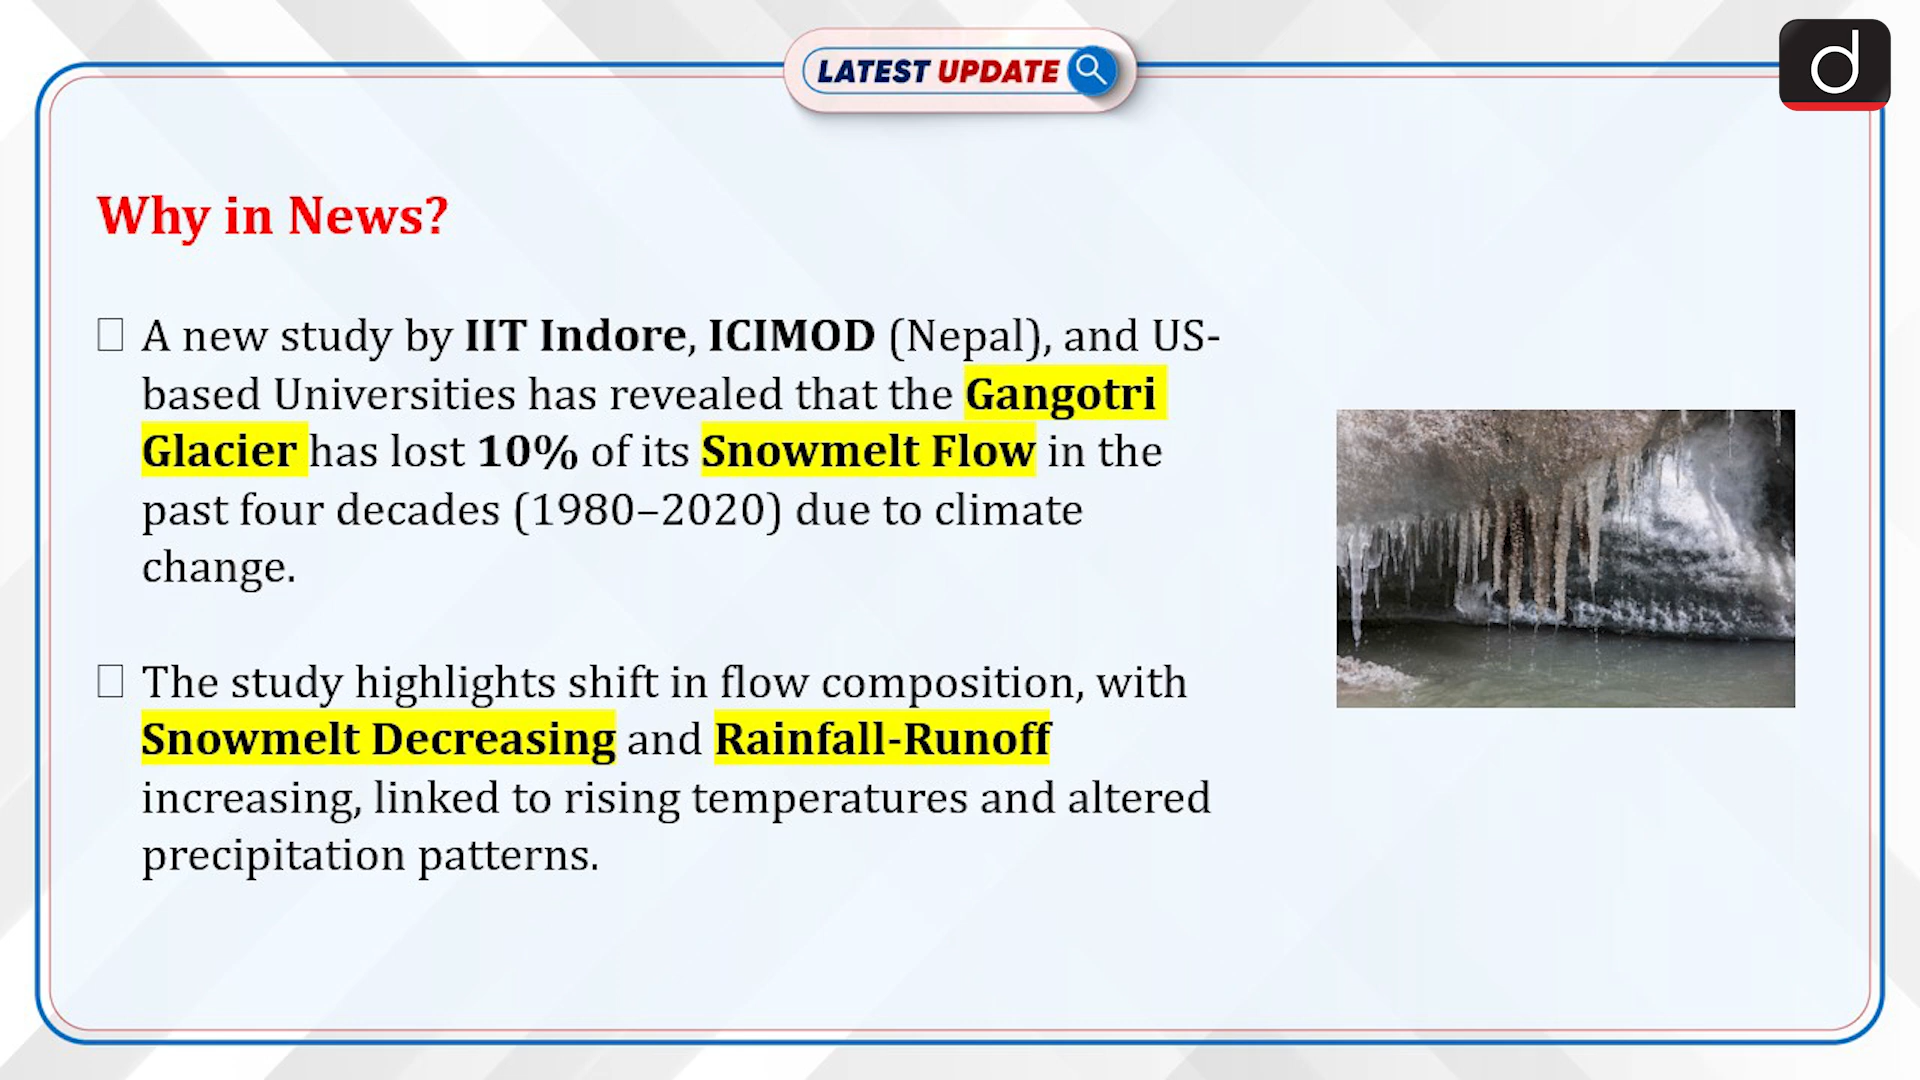 LATEST UPDATE
d
Why in News?
A new study by IIT Indore, ICIMOD (Nepal), and US-
based Universities has revealed that the Gangotri
Glacier has lost 10% of its Snowmelt Flow in the
past four decades (1980–2020) due to climate
change.
The study highlights shift in flow composition, with
Snowmelt Decreasing and Rainfall-Runoff
increasing, linked to rising temperatures and altered
precipitation patterns.